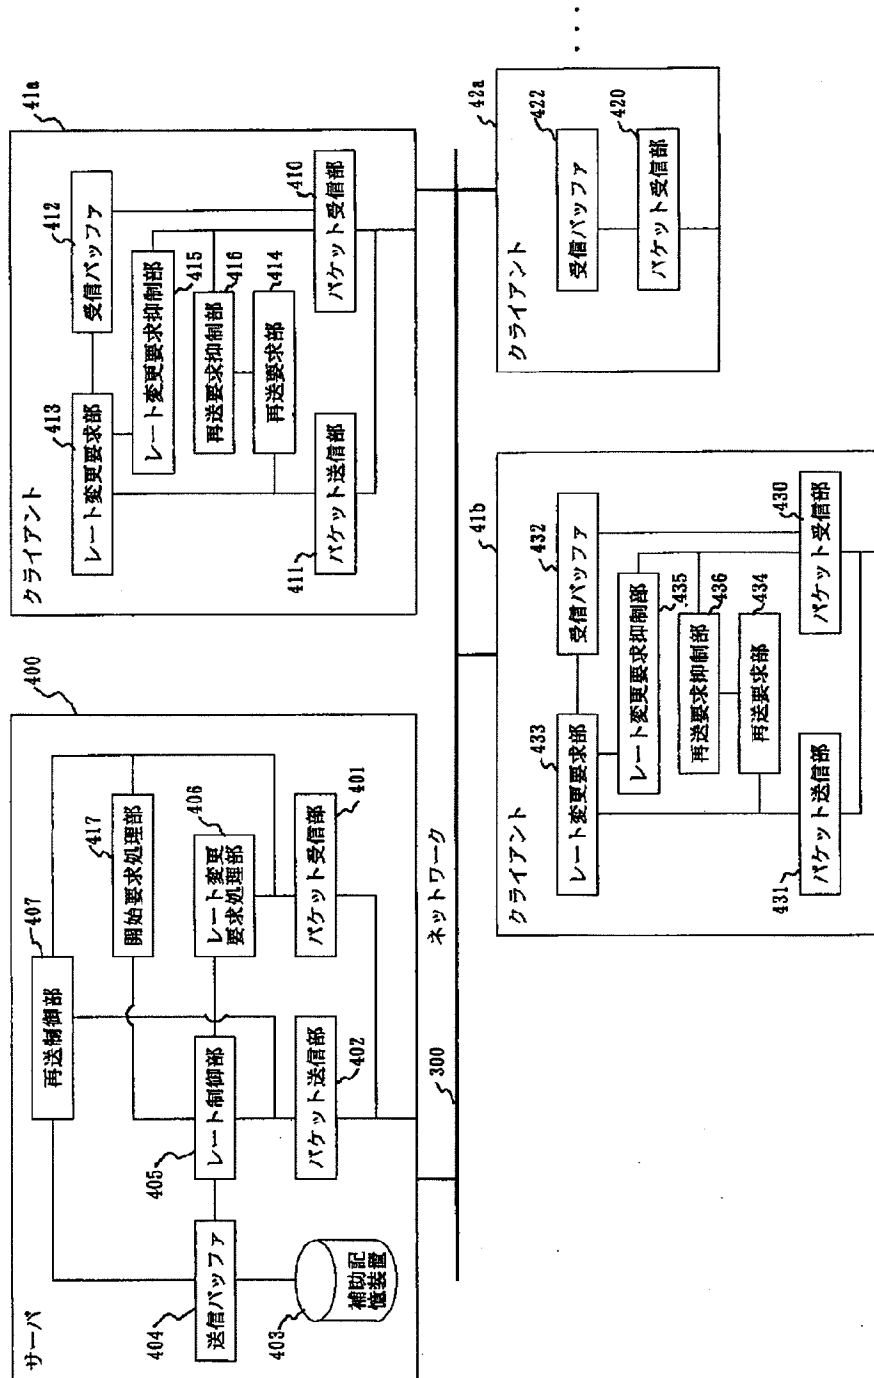 サーバ
400
再送制御部
407
開始要求処理部
417
送信バッファ
404
レート制御部
405
レート変更
要求処理部
406
補助記
憶装置
403
パケット送信部
402
パケット受信部
401
クライアント
41a
レート変更要求部
413
受信バッファ
412
レート変更要求抑制部
415
再送要求抑制部
416
再送要求部
414
パケット送信部
411
パケット受信部
410
300
ネットワーク
クライアント
41b
レート変更要求部
433
受信バッファ
432
レート変更要求抑制部
435
再送要求抑制部
436
再送要求部
434
パケット送信部
431
パケット受信部
430
クライアント
42a
受信バッファ
422
パケット受信部
420
・・・